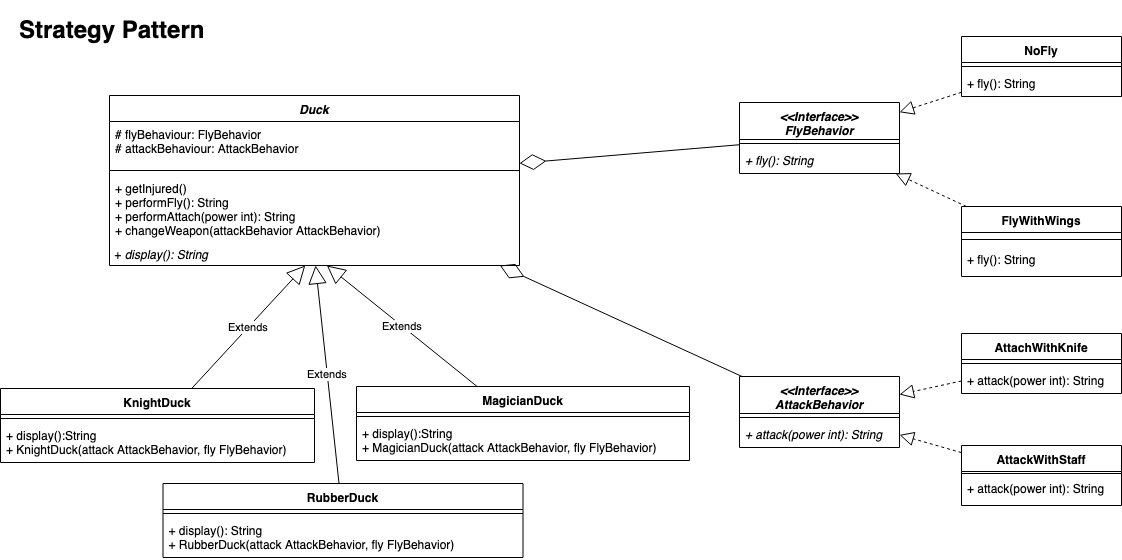 Strategy Pattern
Duck
# flyBehaviour: FlyBehavior
# attackBehaviour: AttackBehavior
+ getInjured()
+ performFly(): String
+ performAttach(power int): String
+ changeWeapon(attackBehavior AttackBehavior)
+ display(): String
<<Interface>>
FlyBehavior
+ fly(): String
NoFly
+ fly(): String
FlyWithWings
+ fly(): String
Extends
Extends
Extends
KnightDuck
+ display():String
+ KnightDuck(attack AttackBehavior, fly FlyBehavior)
MagicianDuck
+ display():String
+ MagicianDuck(attack AttackBehavior, fly FlyBehavior)
RubberDuck
+ display(): String
+ RubberDuck(attack AttackBehavior, fly FlyBehavior)
<<Interface>>
AttackBehavior
+ attack(power int): String
AttachWithKnife
+ attack(power int): String
AttackWithStaff
+ attack(power int): String